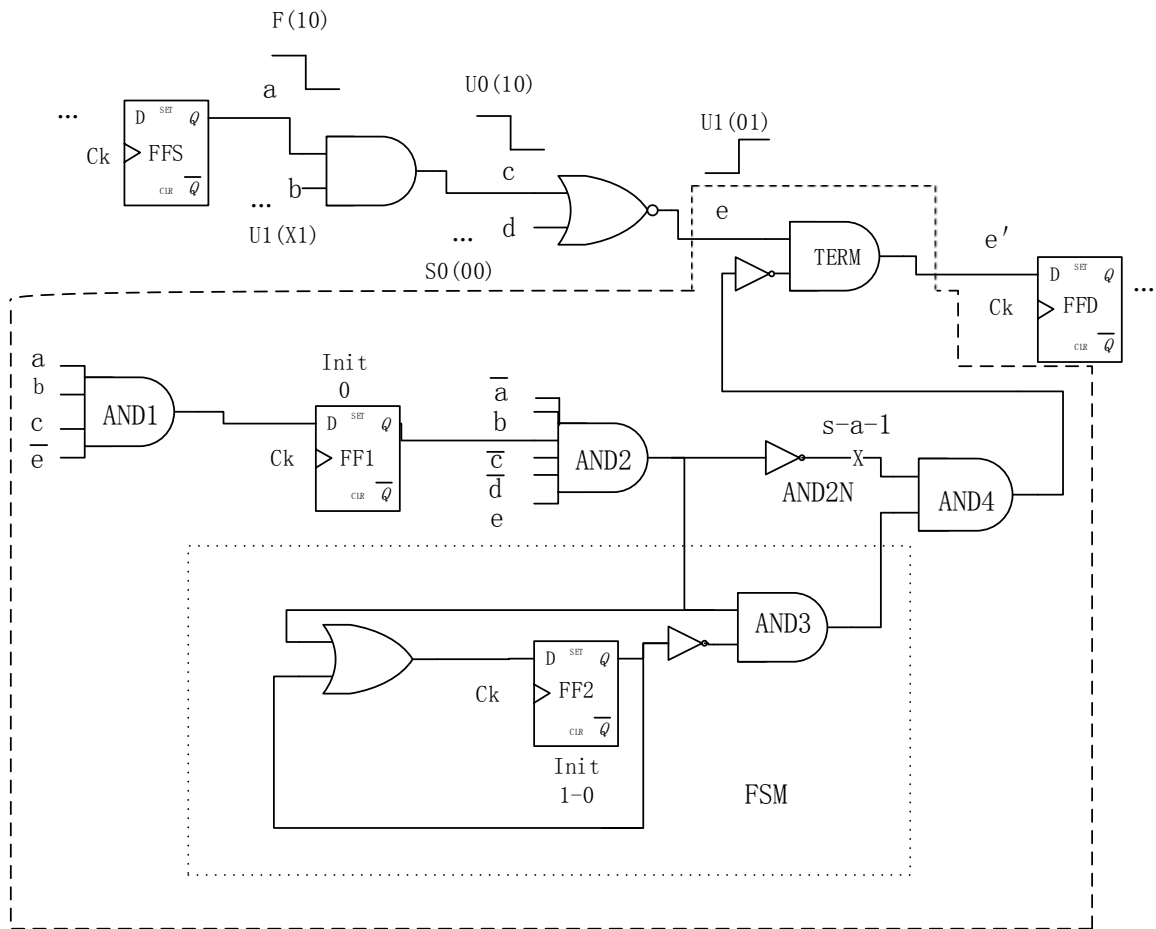 F(10)
a
U0(10)
U1(01)
...
D SET Q
Ck FFS
CLR Q̅
c
b
...
U1(X1)
d
...
S0(00)
e
TERM
e'
D SET Q
Ck FFD
CLR Q̅
...
a
b
c
e̅
AND1
Init
0
D SET Q
Ck FF1
CLR Q̅
a̅
b
c̅
d̅
e
AND2
s-a-1
X
AND2N
AND4
AND3
D SET Q
Ck FF2
CLR Q̅
Init
1-0
FSM